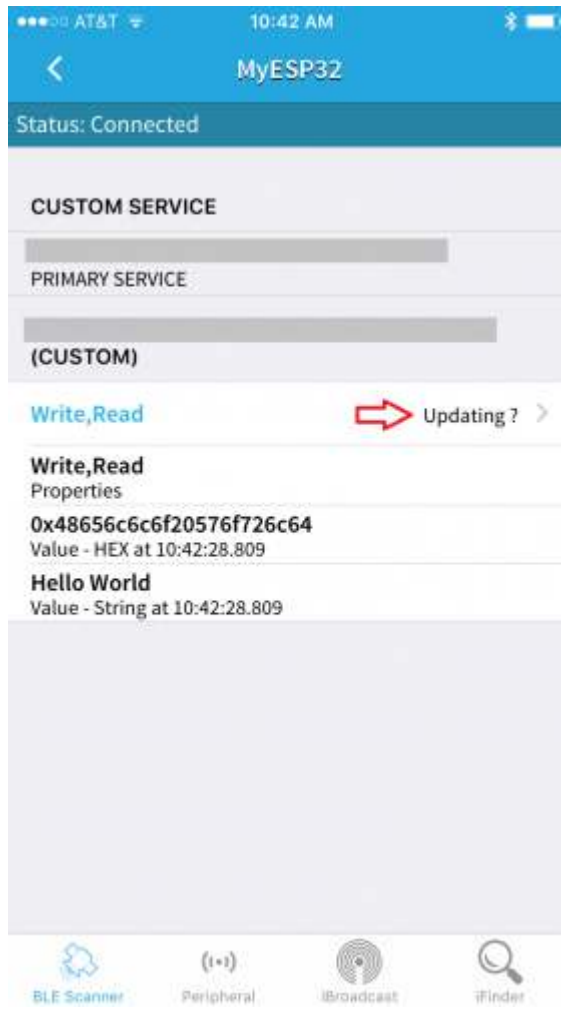 AT&T 10:42 AM
MyESP32
Status: Connected
CUSTOM SERVICE
PRIMARY SERVICE
(CUSTOM)
Write,Read Updating ?
Write,Read
Properties
0x48656c6c6f20576f726c64
Value - HEX at 10:42:28.809
Hello World
Value - String at 10:42:28.809
BLE Scanner Peripheral iBroadcast iFinder